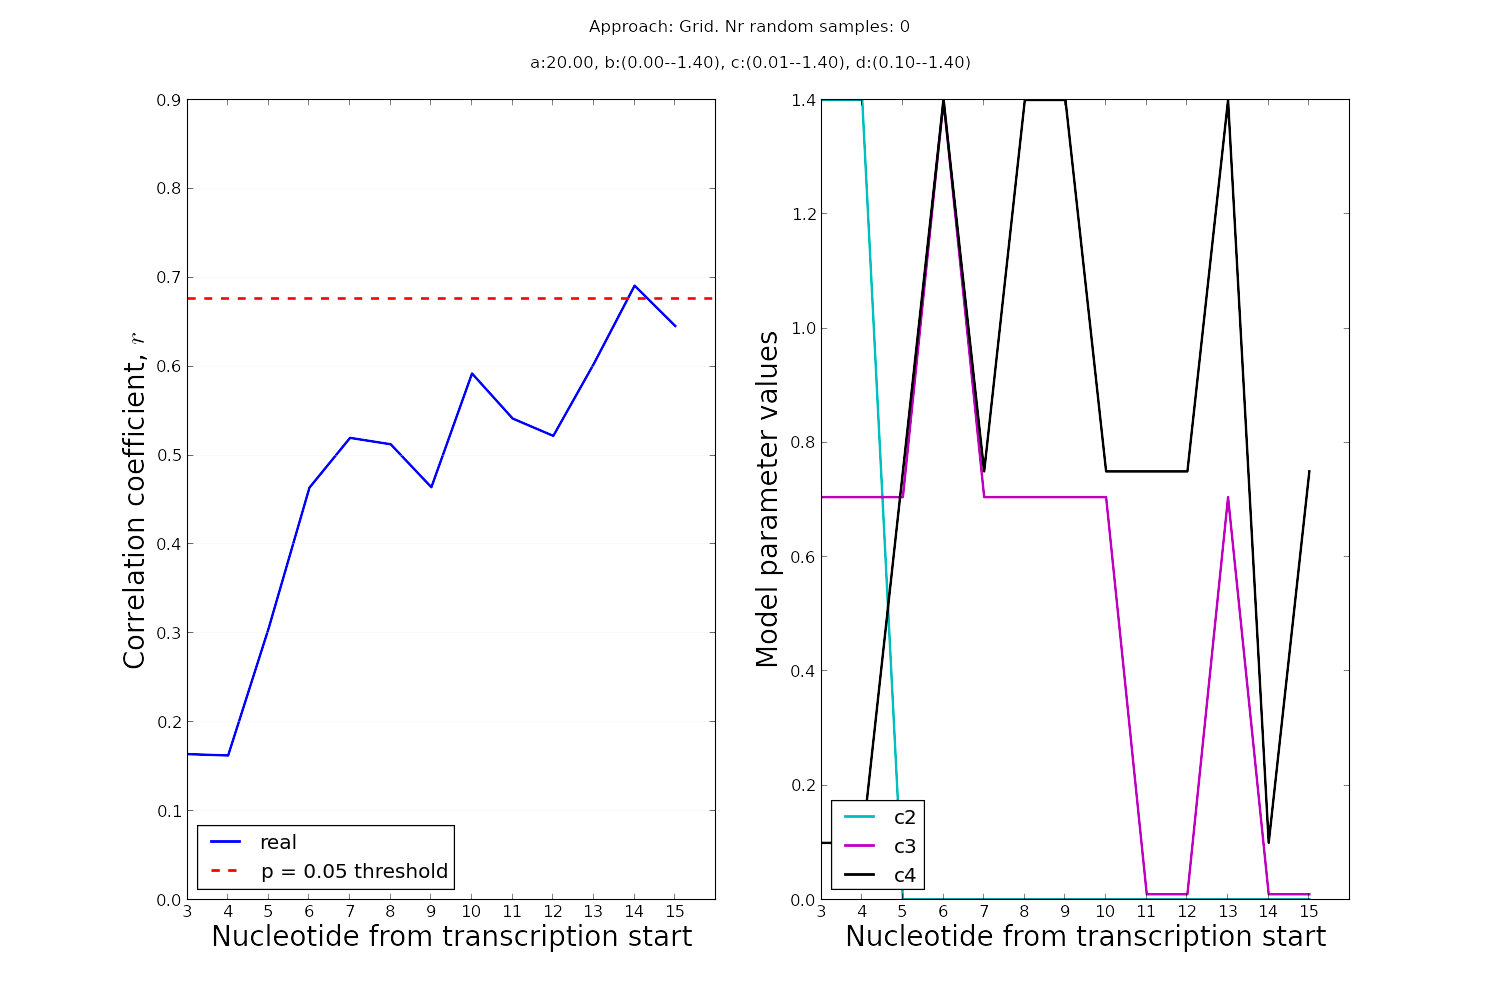 Approach: Grid. Nr random samples: 0
a:20.00, b:(0.00--1.40), c:(0.01--1.40), d:(0.10--1.40)
Correlation coefficient, r
0.9
0.8
0.7
0.6
0.5
0.4
0.3
0.2
0.1
0.0
real
p = 0.05 threshold
3 4 5 6 7 8 9 10 11 12 13 14 15
Nucleotide from transcription start
Model parameter values
1.4
1.2
1.0
0.8
0.6
0.4
0.2
0.0
c2
c3
c4
3 4 5 6 7 8 9 10 11 12 13 14 15
Nucleotide from transcription start